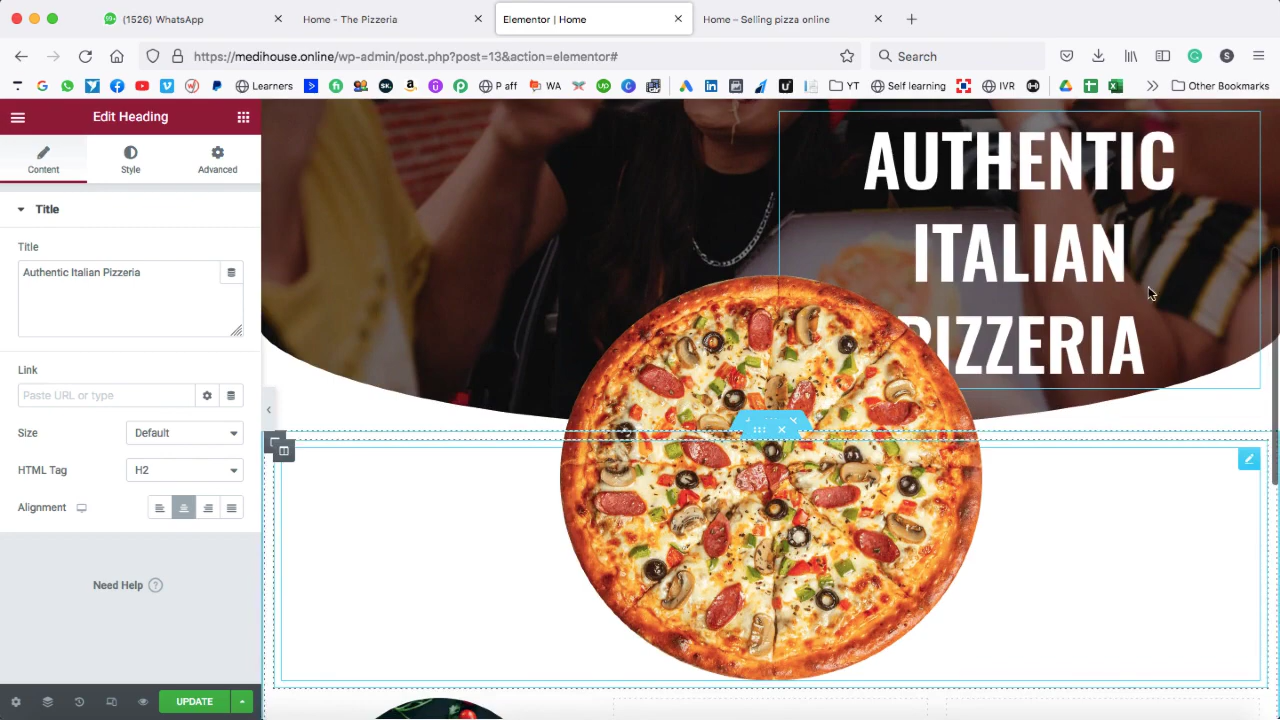 (1526) WhatsApp
Home - The Pizzeria
Elementor | Home
Home – Selling pizza online
https://medihouse.online/wp-admin/post.php?post=13&action=elementor#
Search
Learners
P aff
WA
YT
Self learning
IVR
Other Bookmarks
Edit Heading
Content
Style
Advanced
Title
Title
Authentic Italian Pizzeria
Link
Paste URL or type
Size
Default
HTML Tag
H2
Alignment
Need Help
UPDATE
AUTHENTIC
ITALIAN
PIZZERIA